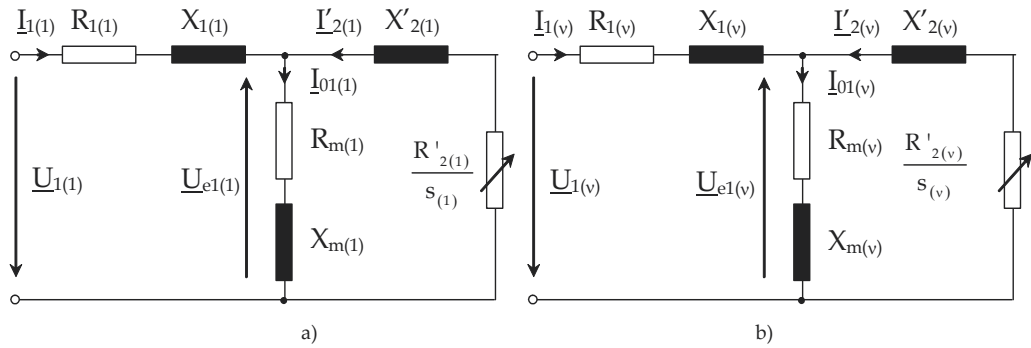 I1(1) R1(1) X1(1) I'2(1) X'2(1)
I01(1)
Rm(1)
R'2(1)
s(1)
U1(1) Ue1(1)
Xm(1)
a)
I1(ν) R1(ν) X1(ν) I'2(ν) X'2(ν)
I01(ν)
Rm(ν)
R'2(ν)
s(ν)
U1(ν) Ue1(ν)
Xm(ν)
b)